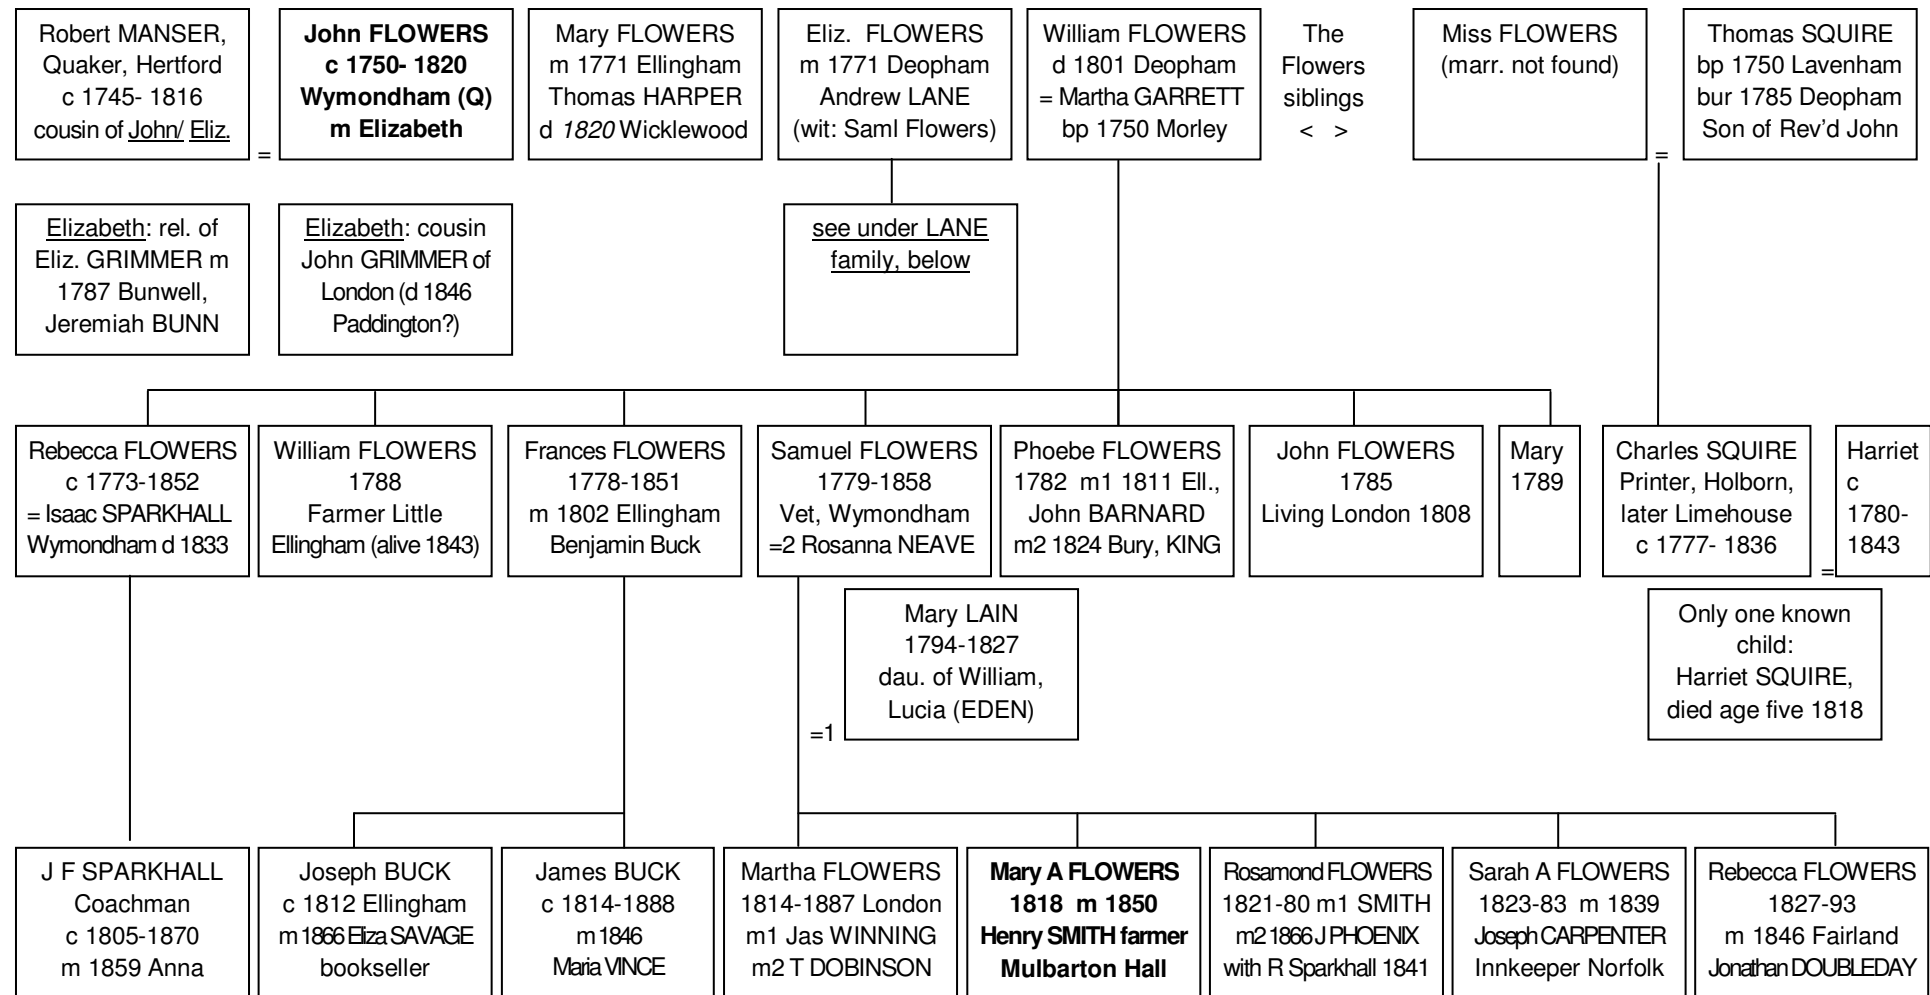 Robert MANSER,
Quaker, Hertford
c 1745- 1816
cousin of John/ Eliz.
=
John FLOWERS
c 1750- 1820
Wymondham (Q)
m Elizabeth
Mary FLOWERS
m 1771 Ellingham
Thomas HARPER
d 1820 Wicklewood
Eliz. FLOWERS
m 1771 Deopham
Andrew LANE
(wit: Saml Flowers)
William FLOWERS
d 1801 Deopham
= Martha GARRETT
bp 1750 Morley
The
Flowers
siblings
< >
Miss FLOWERS
(marr. not found)
=
Thomas SQUIRE
bp 1750 Lavenham
bur 1785 Deopham
Son of Rev'd John
Elizabeth: rel. of
Eliz. GRIMMER m
1787 Bunwell,
Jeremiah BUNN
Elizabeth: cousin
John GRIMMER of
London (d 1846
Paddington?)
see under LANE
family, below
Rebecca FLOWERS
c 1773-1852
= Isaac SPARKHALL
Wymondham d 1833
William FLOWERS
1788
Farmer Little
Ellingham (alive 1843)
Frances FLOWERS
1778-1851
m 1802 Ellingham
Benjamin Buck
Samuel FLOWERS
1779-1858
Vet, Wymondham
=2 Rosanna NEAVE
Phoebe FLOWERS
1782 m1 1811 Ell.,
John BARNARD
m2 1824 Bury, KING
John FLOWERS
1785
Living London 1808
Mary
1789
Charles SQUIRE
Printer, Holborn,
later Limehouse
c 1777- 1836
=
Harriet
c
1780-
1843
Mary LAIN
1794-1827
dau. of William,
Lucia (EDEN)
=1
Only one known
child:
Harriet SQUIRE,
died age five 1818
J F SPARKHALL
Coachman
c 1805-1870
m 1859 Anna
Joseph BUCK
c 1812 Ellingham
m 1866 Eliza SAVAGE
bookseller
James BUCK
c 1814-1888
m 1846
Maria VINCE
Martha FLOWERS
1814-1887 London
m1 Jas WINNING
m2 T DOBINSON
Mary A FLOWERS
1818 m 1850
Henry SMITH farmer
Mulbarton Hall
Rosamond FLOWERS
1821-80 m1 SMITH
m2 1866 J PHOENIX
with R Sparkhall 1841
Sarah A FLOWERS
1823-83 m 1839
Joseph CARPENTER
Innkeeper Norfolk
Rebecca FLOWERS
1827-93
m 1846 Fairland
Jonathan DOUBLEDAY